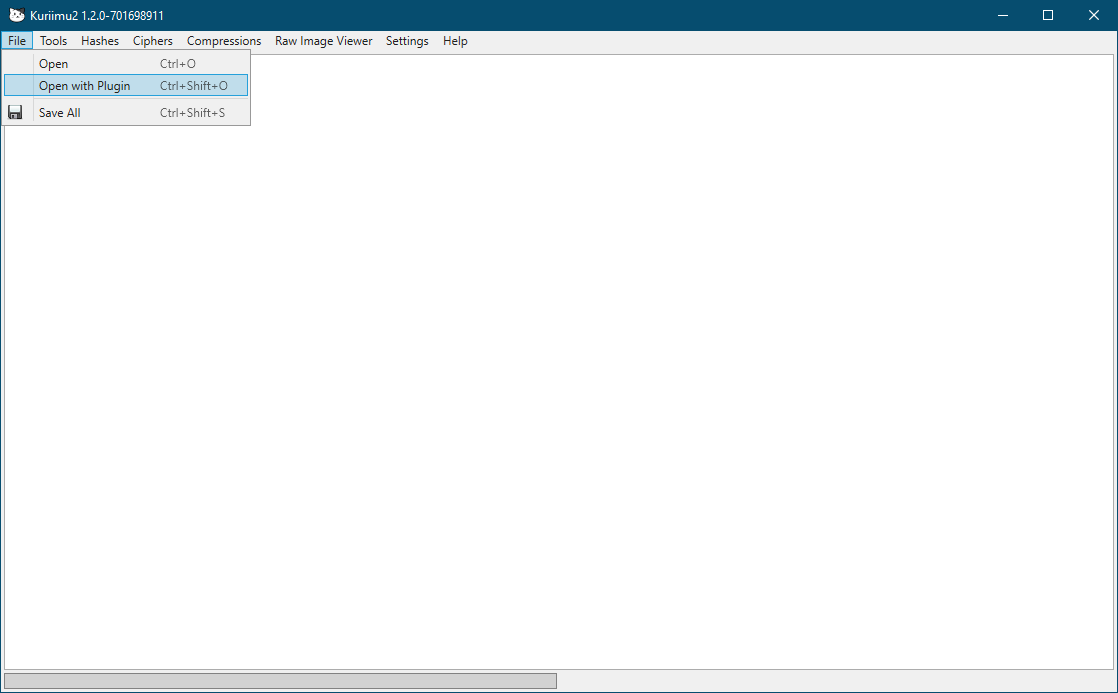 Kuriimu2 1.2.0-701698911
File Tools Hashes Ciphers Compressions Raw Image Viewer Settings Help
Open Ctrl+O
Open with Plugin Ctrl+Shift+O
Save All Ctrl+Shift+S